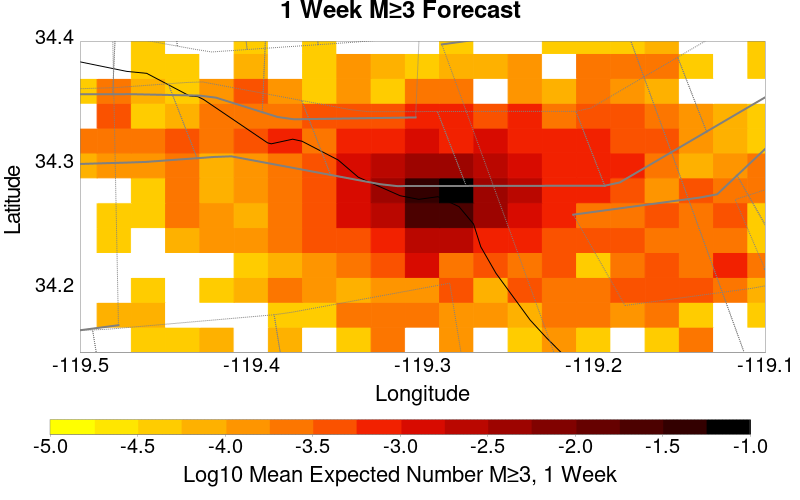 1 Week M≥3 Forecast
34.4
34.3
34.2
Latitude
-119.5 -119.4 -119.3 -119.2 -119.1
Longitude
-5.0 -4.5 -4.0 -3.5 -3.0 -2.5 -2.0 -1.5 -1.0
Log10 Mean Expected Number M≥3, 1 Week